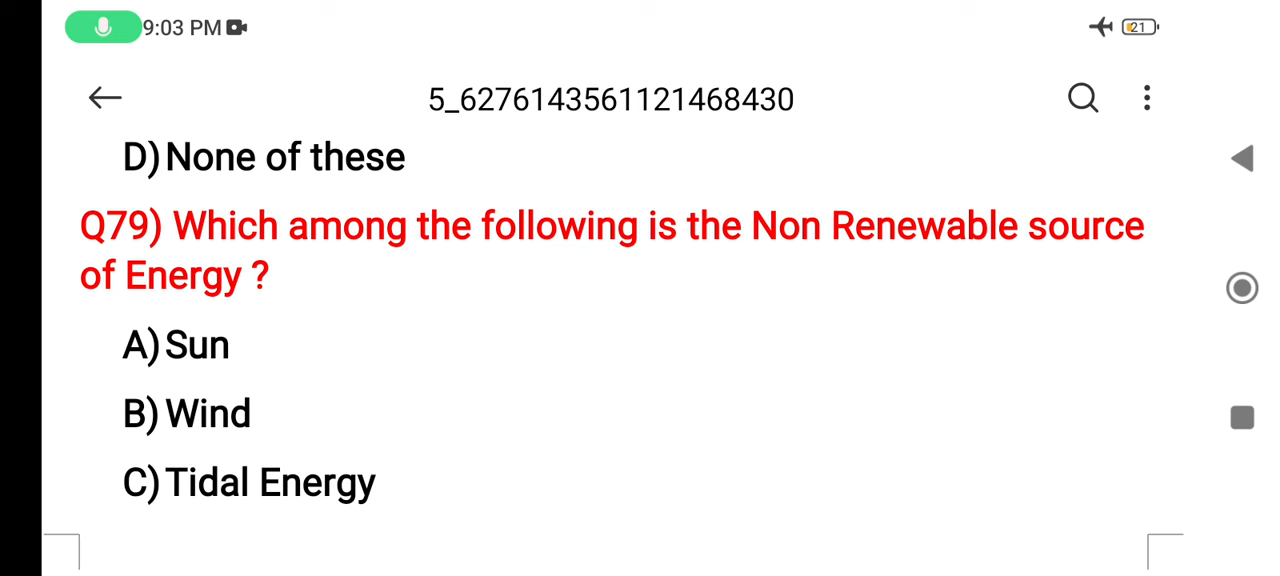 9:03 PM
21
5_6276143561121468430
D) None of these
Q79) Which among the following is the Non Renewable source
of Energy ?
A) Sun
B) Wind
C) Tidal Energy